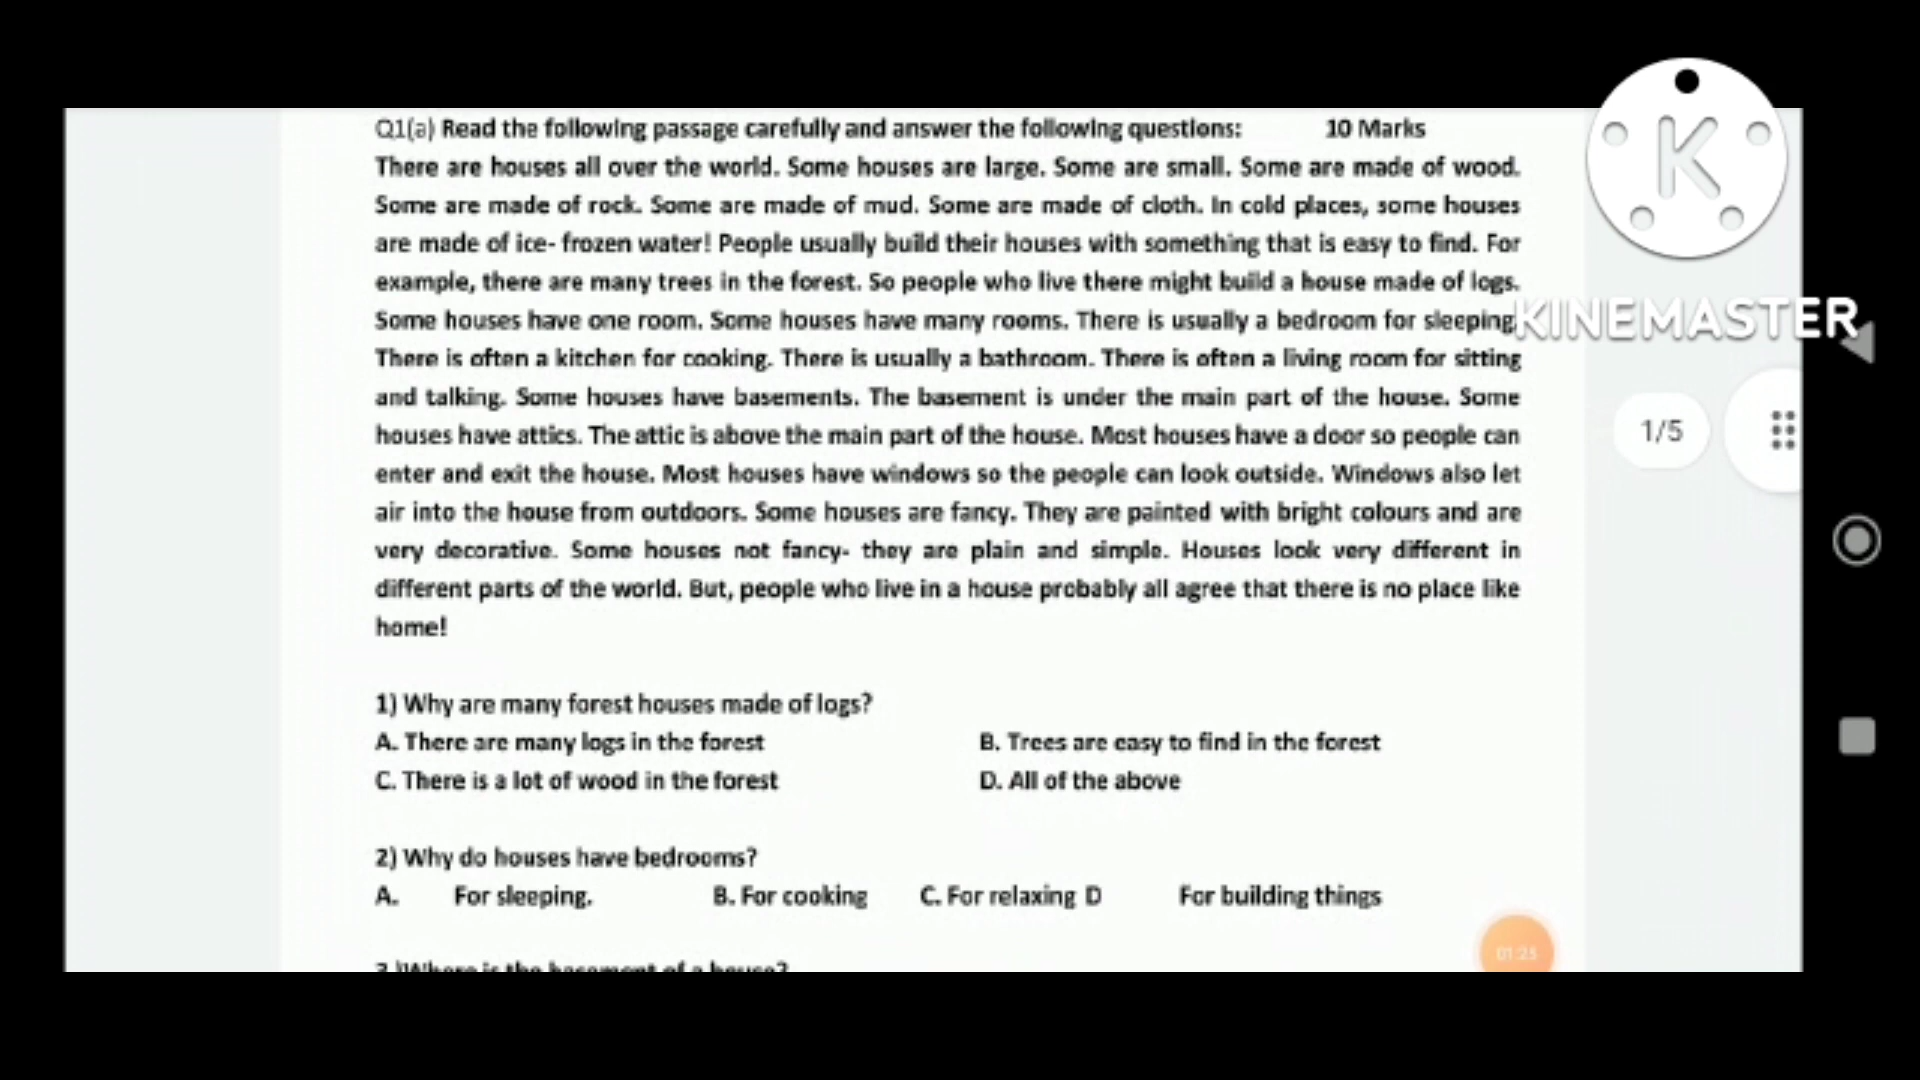 Q1(a) Read the following passage carefully and answer the following questions: 10 Marks
There are houses all over the world. Some houses are large. Some are small. Some are made of wood.
Some are made of rock. Some are made of mud. Some are made of cloth. In cold places, some houses
are made of ice- frozen water! People usually build their houses with something that is easy to find. For
example, there are many trees in the forest. So people who live there might build a house made of logs.
Some houses have one room. Some houses have many rooms. There is usually a bedroom for sleeping
There is often a kitchen for cooking. There is usually a bathroom. There is often a living room for sitting
and talking. Some houses have basements. The basement is under the main part of the house. Some
houses have attics. The attic is above the main part of the house. Most houses have a door so people can
enter and exit the house. Most houses have windows so the people can look outside. Windows also let
air into the house from outdoors. Some houses are fancy. They are painted with bright colours and are
very decorative. Some houses not fancy- they are plain and simple. Houses look very different in
different parts of the world. But, people who live in a house probably all agree that there is no place like
home!
1) Why are many forest houses made of logs?
A. There are many logs in the forest B. Trees are easy to find in the forest
C. There is a lot of wood in the forest D. All of the above
2) Why do houses have bedrooms?
A. For sleeping. B. For cooking C. For relaxing D For building things
3 )Where is the basement of a house?
K
KINEMASTER
1/5
01:25